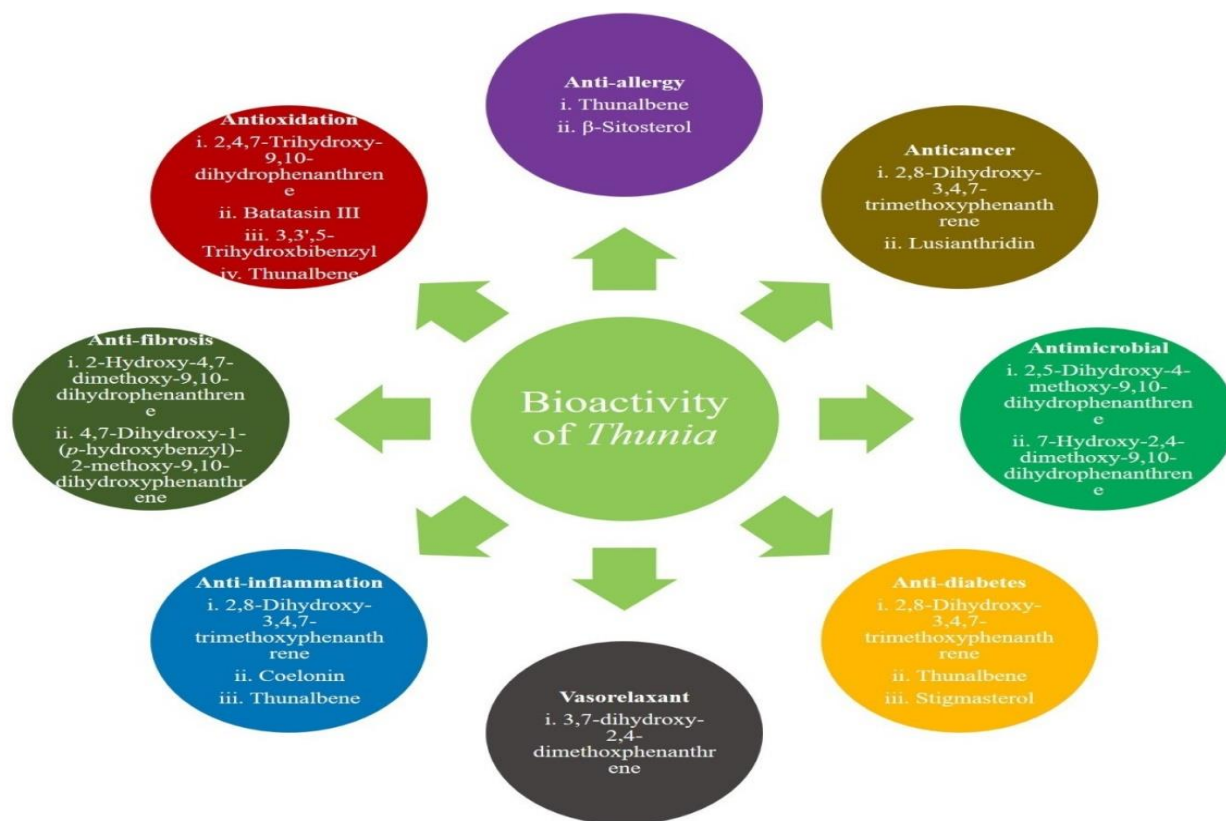 Anti-allergy
i. Thunalbene
ii. β-Sitosterol
Anticancer
i. 2,8-Dihydroxy-
3,4,7-
trimethoxyphenanth
rene
ii. Lusianthridin
Antimicrobial
i. 2,5-Dihydroxy-4-
methoxy-9,10-
dihydrophenanthren
e
ii. 7-Hydroxy-2,4-
dimethoxy-9,10-
dihydrophenanthren
e
Anti-diabetes
i. 2,8-Dihydroxy-
3,4,7-
trimethoxyphenanth
rene
ii. Thunalbene
iii. Stigmasterol
Vasorelaxant
i. 3,7-dihydroxy-
2,4-
dimethoxphenanthr
ene
Anti-inflammation
i. 2,8-Dihydroxy-
3,4,7-
trimethoxyphenanth
rene
ii. Coelonin
iii. Thunalbene
Anti-fibrosis
i. 2-Hydroxy-4,7-
dimethoxy-9,10-
dihydrophenanthren
e
ii. 4,7-Dihydroxy-1-
(p-hydroxybenzyl)-
2-methoxy-9,10-
dihydroxyphenanthr
ene
Antioxidation
i. 2,4,7-Trihydroxy-
9,10-
dihydrophenanthren
e
ii. Batatasin III
iii. 3,3',5-
Trihydroxbibenzyl
iv. Thunalbene
Bioactivity
of Thunia